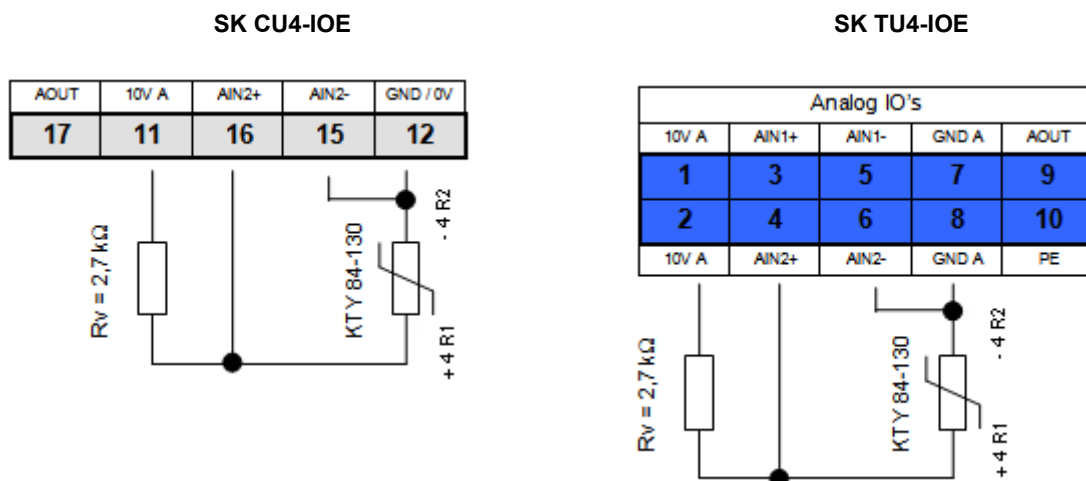 SK CU4-IOE
AOUT 10V A AIN2+ AIN2- GND / 0V
17 11 16 15 12
Rv = 2,7 kΩ
KTY 84-130
- 4 R2
+ 4 R1
SK TU4-IOE
Analog IO's
10V A AIN1+ AIN1- GND A AOUT
1 3 5 7 9
2 4 6 8 10
10V A AIN2+ AIN2- GND A PE
Rv = 2,7 kΩ
KTY 84-130
- 4 R2
+ 4 R1